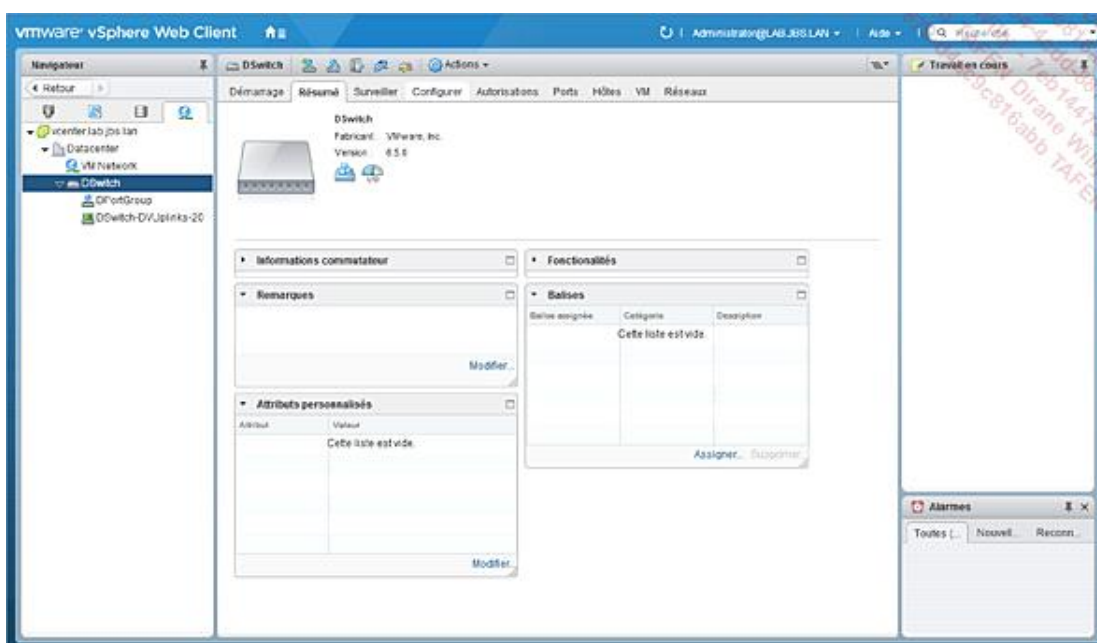 vmware® vSphere Web Client
Administrator@LAB.JBS.LAN
Aide
Navigateur
Retour
vcenter.lab.jbs.lan
Datacenter
VM Network
DSwitch
DPortGroup
DSwitch-DVUplinks-20
DSwitch
Actions
Démarrage Résumé Surveiller Configurer Autorisations Ports Hôtes VM Réseaux
DSwitch
Fabricant: VMware, Inc.
Version: 6.5.0
Informations commutateur
Fonctionnalités
Remarques
Modifier...
Balises
Balise assignée Catégorie Description
Cette liste est vide.
Assigner... Supprimer
Attributs personnalisés
Attribut Valeur
Cette liste est vide.
Modifier...
Travail en cours
Alarmes
Toutes (... Nouvell... Reconn...